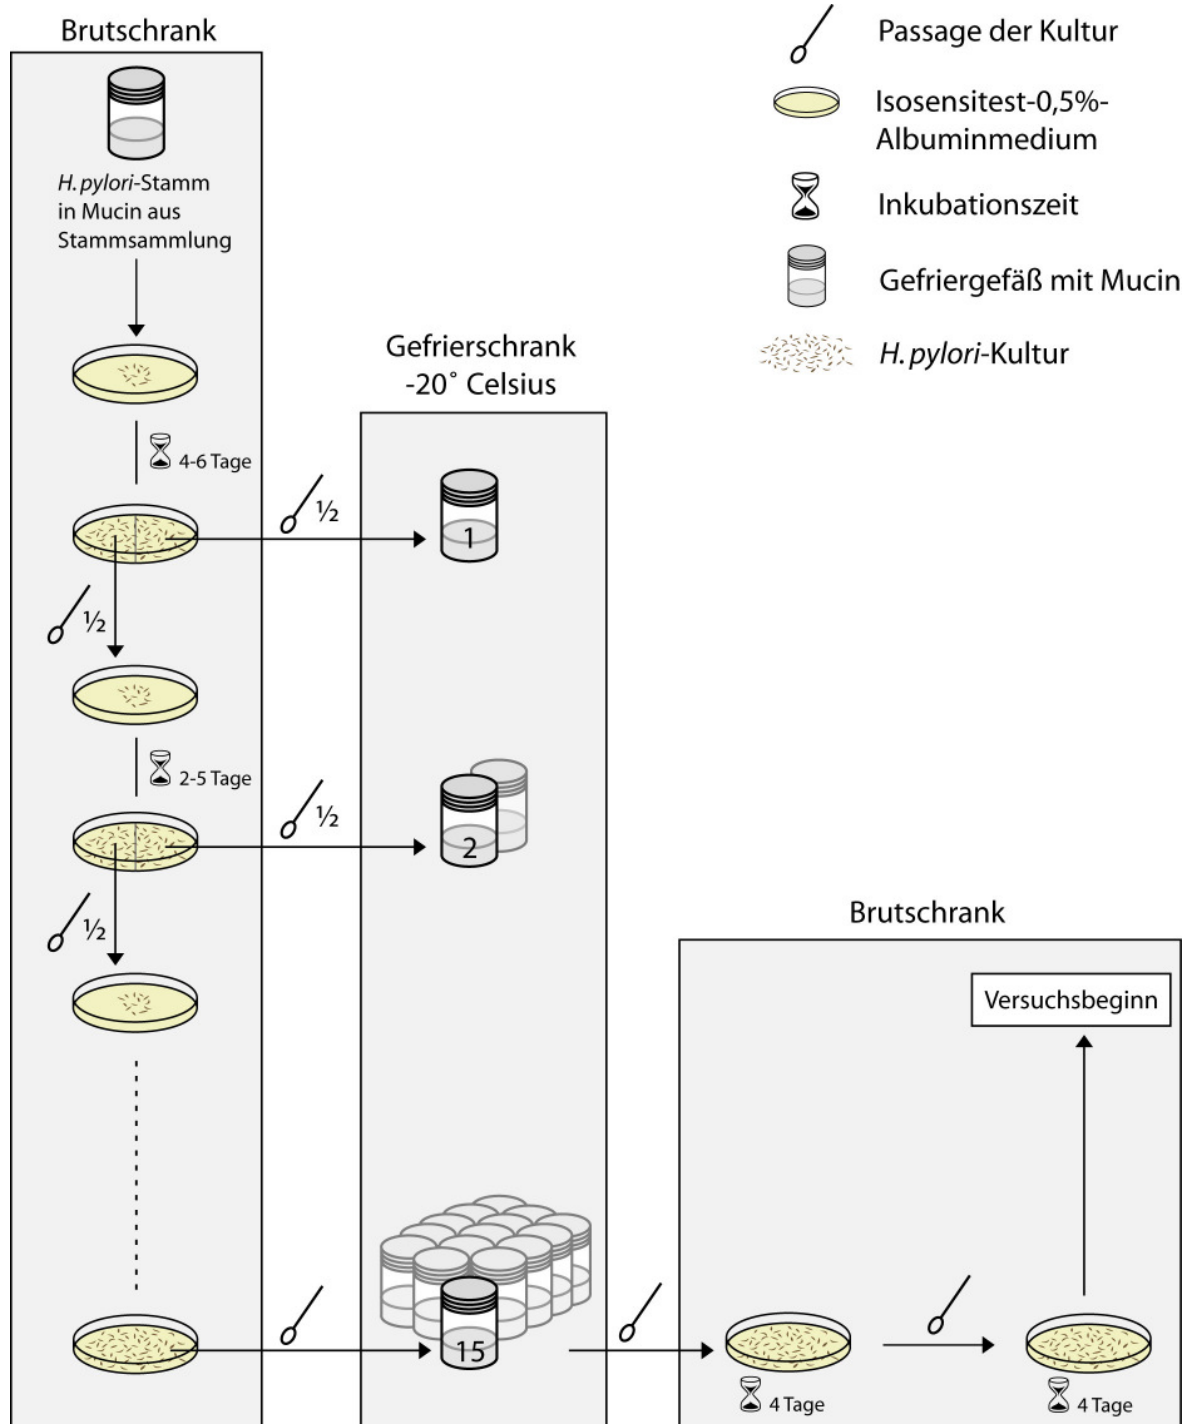 Brutschrank
H. pylori-Stamm
in Mucin aus
Stammsammlung
4-6 Tage
½
½
2-5 Tage
½
½
Gefrierschrank
-20° Celsius
1
2
15
Passage der Kultur
Isosensitest-0,5%-
Albuminmedium
Inkubationszeit
Gefriergefäß mit Mucin
H. pylori-Kultur
Brutschrank
Versuchsbeginn
4 Tage
4 Tage